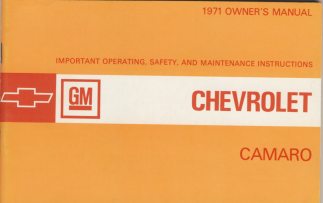 1971 OWNER'S MANUAL
IMPORTANT OPERATING, SAFETY, AND MAINTENANCE INSTRUCTIONS
GM
CHEVROLET
CAMARO